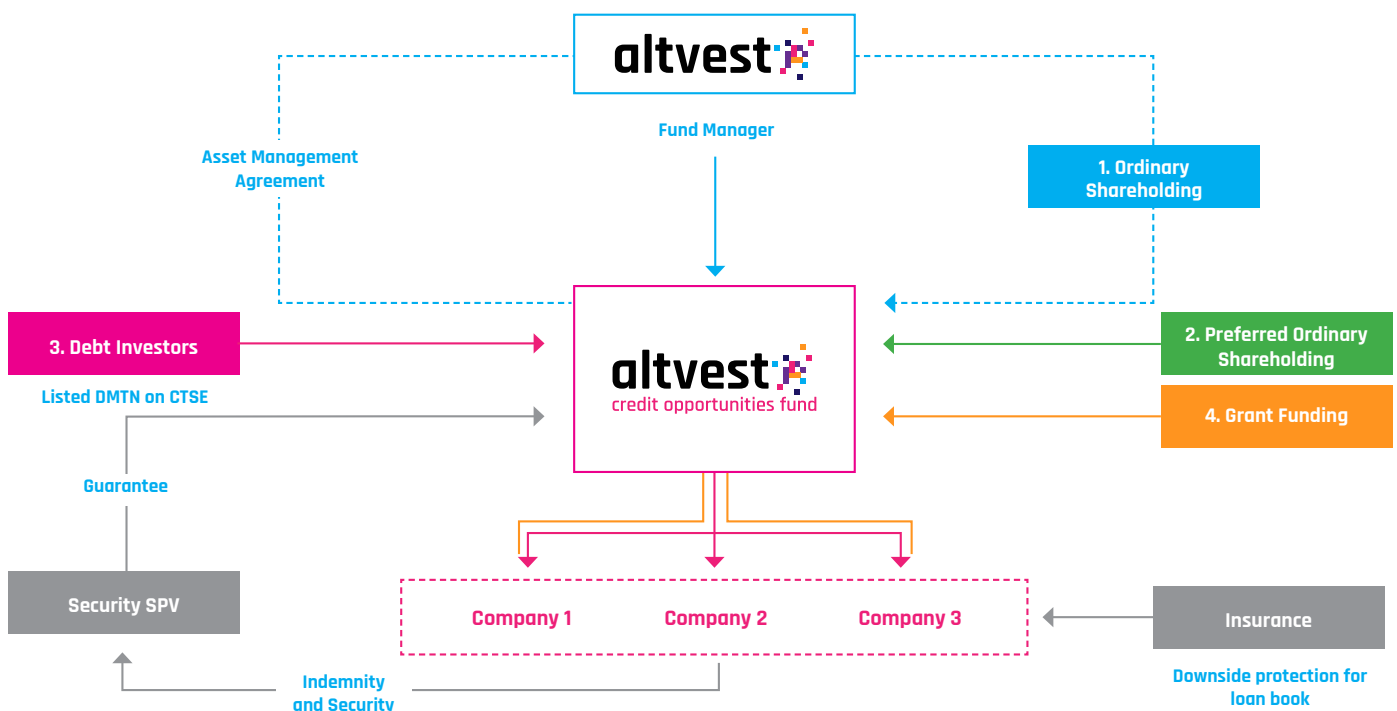 altvest
Fund Manager
Asset Management
Agreement
1. Ordinary
Shareholding
3. Debt Investors
Listed DMTN on CTSE
altvest
credit opportunities fund
2. Preferred Ordinary
Shareholding
4. Grant Funding
Guarantee
Security SPV
Company 1
Company 2
Company 3
Insurance
Indemnity
and Security
Downside protection for
loan book